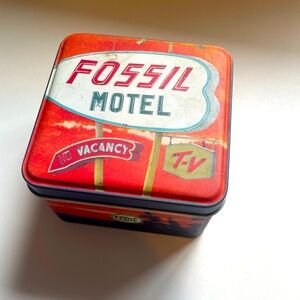 FOSSIL
MOTEL
NO VACANCY
T-V